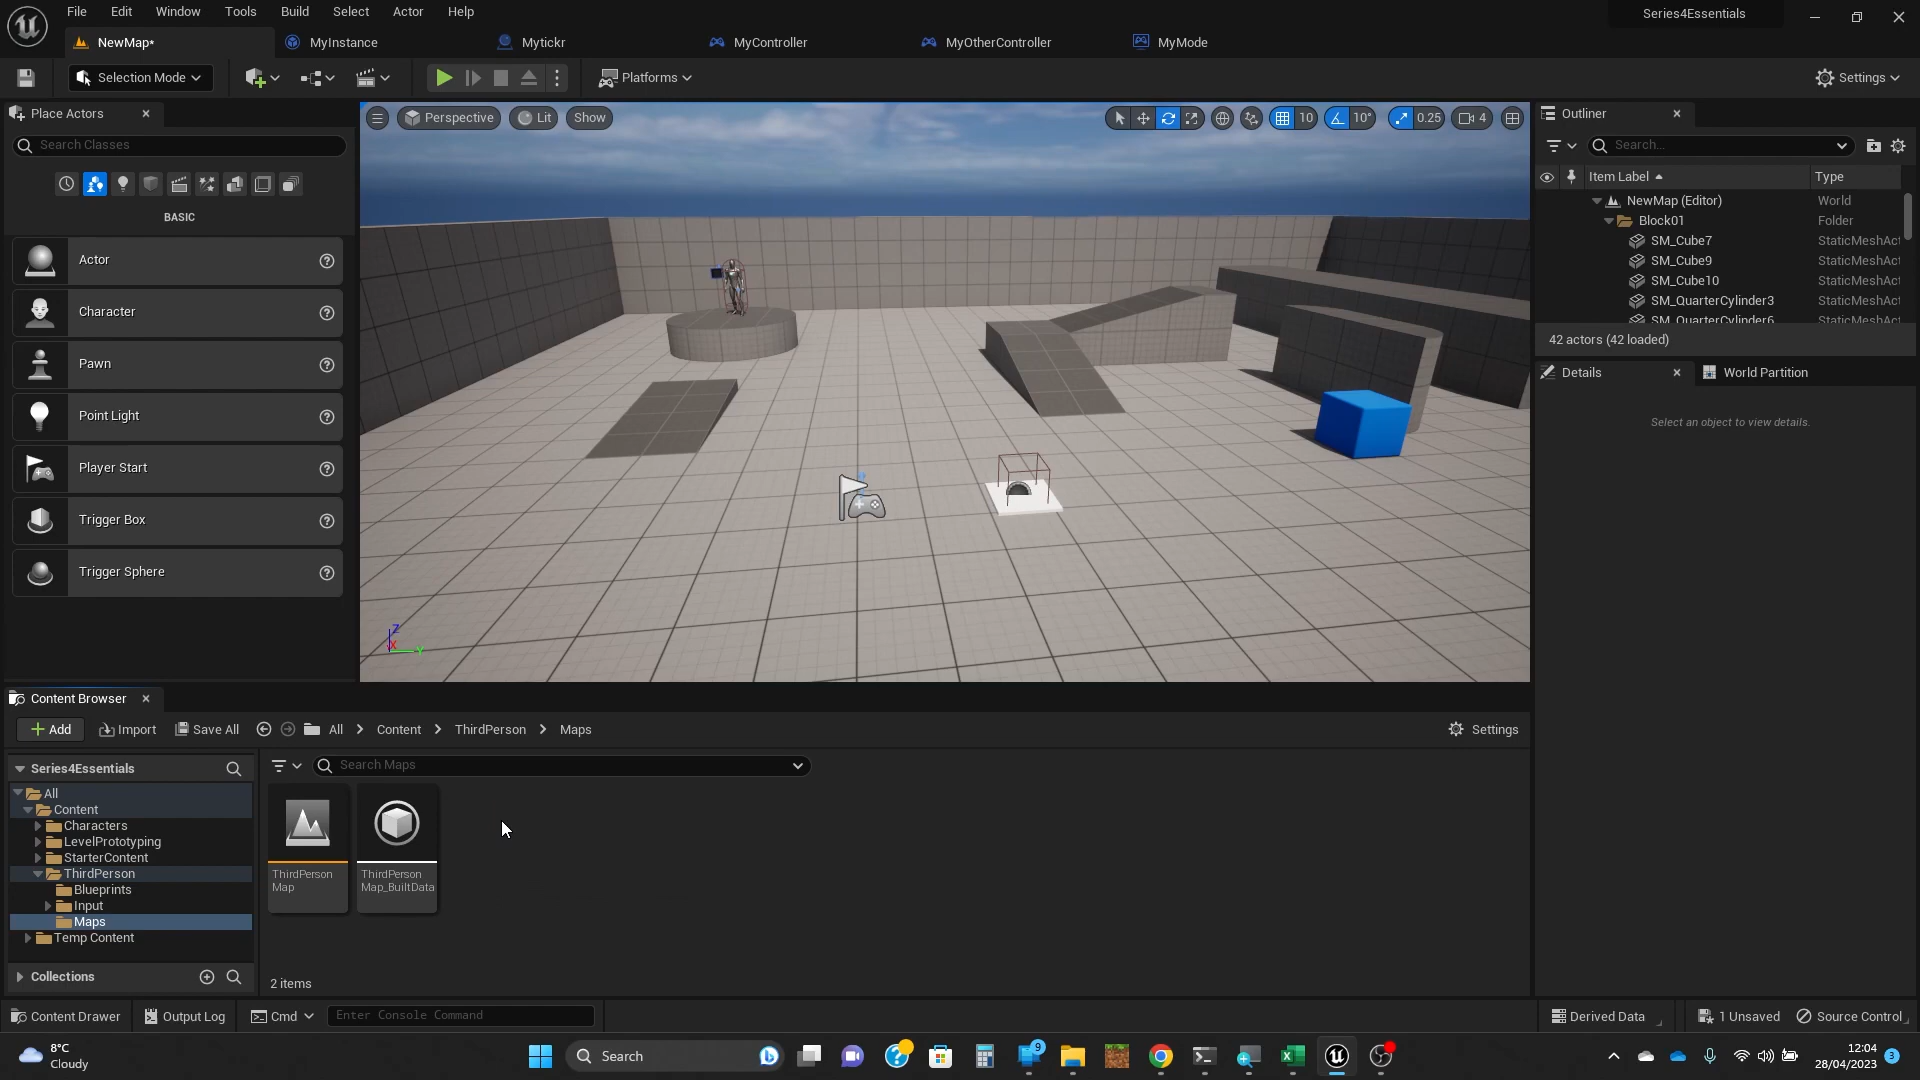 File Edit Window Tools Build Select Actor Help
Series4Essentials
NewMap*
MyInstance
Mytickr
MyController
MyOtherController
MyMode
Selection Mode
Platforms
Settings
Place Actors
Search Classes
BASIC
Actor
Character
Pawn
Point Light
Player Start
Trigger Box
Trigger Sphere
Perspective
Lit
Show
10
10°
0.25
4
Z
X
Y
Outliner
Search...
Item Label
Type
NewMap (Editor) World
Block01 Folder
SM_Cube7 StaticMeshAct
SM_Cube9 StaticMeshAct
SM_Cube10 StaticMeshAct
SM_QuarterCylinder3 StaticMeshAct
SM_QuarterCylinder6 StaticMeshAct
42 actors (42 loaded)
Details
World Partition
Select an object to view details.
Content Browser
Add
Import
Save All
All
Content
ThirdPerson
Maps
Settings
Series4Essentials
All
Content
Characters
LevelPrototyping
StarterContent
ThirdPerson
Blueprints
Input
Maps
Temp Content
Collections
Search Maps
ThirdPerson
Map
ThirdPerson
Map_BuiltData
2 items
Content Drawer
Output Log
Cmd
Enter Console Command
Derived Data
1 Unsaved
Source Control
8°C
Cloudy
Search
9
12:04
28/04/2023
3